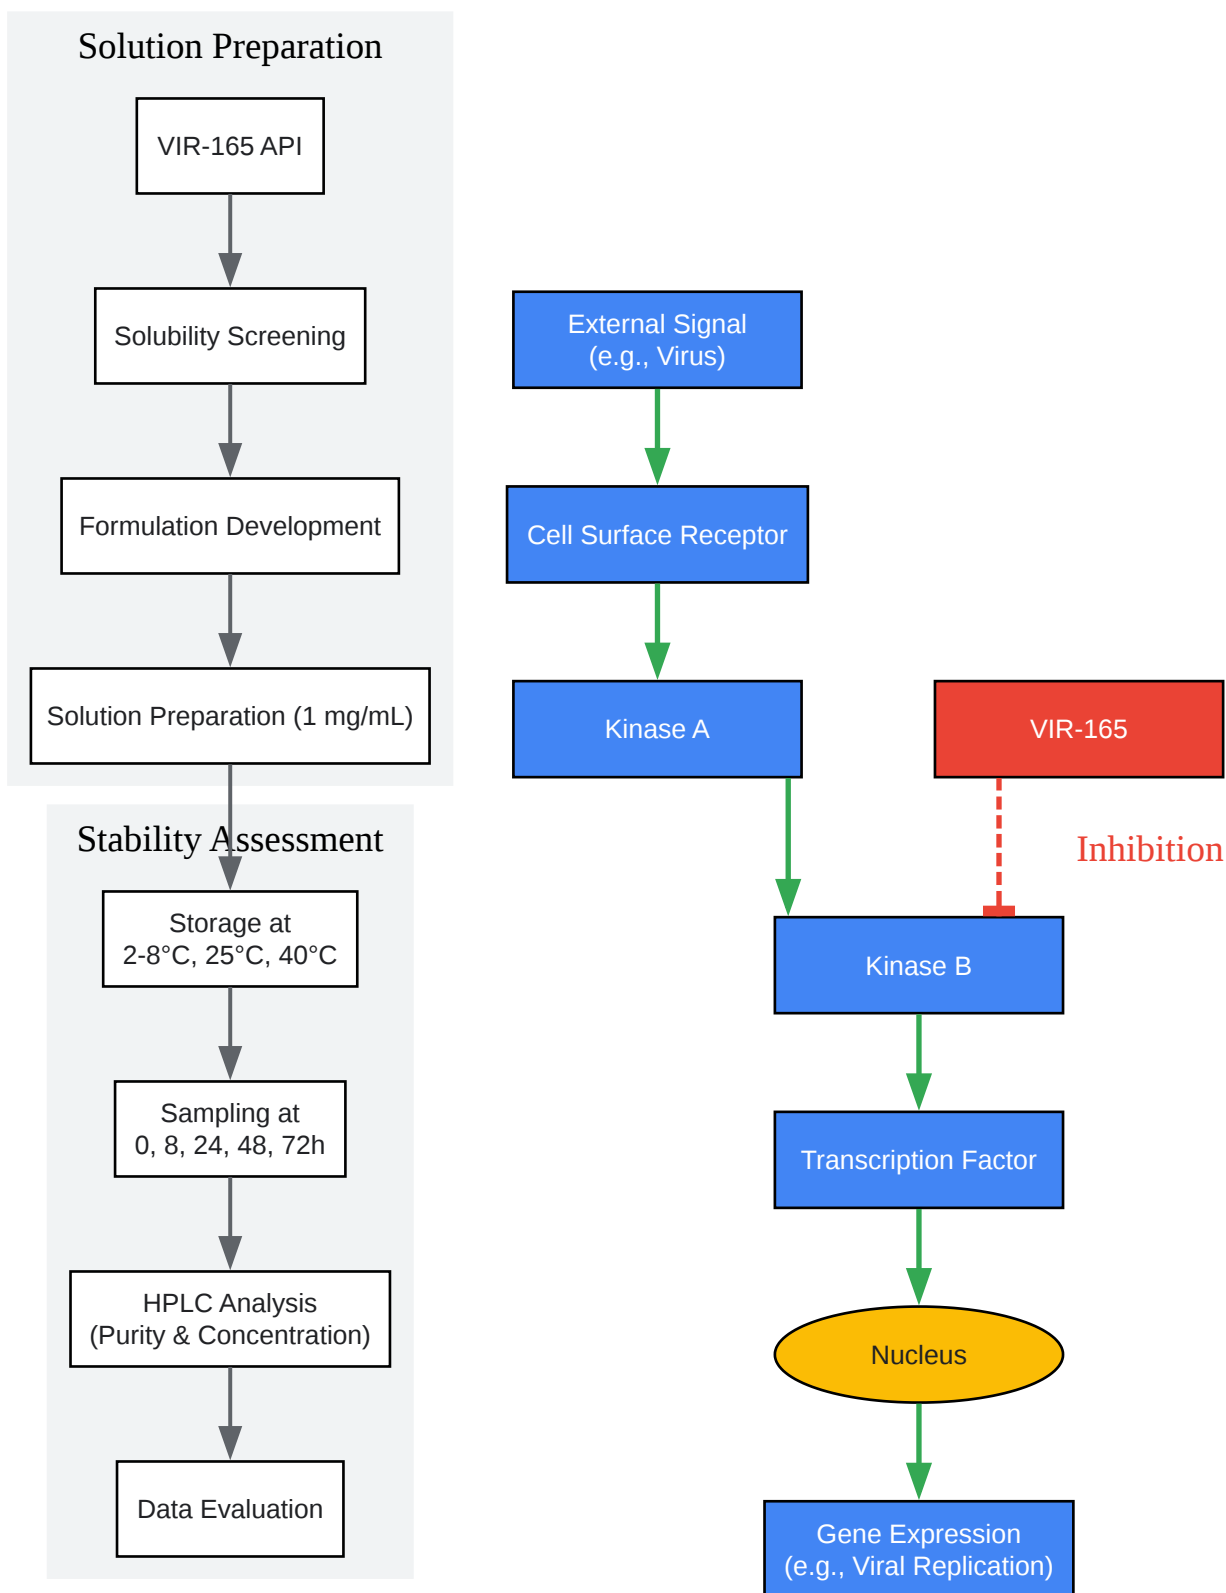 Solution Preparation
VIR-165 API
Solubility Screening
Formulation Development
Solution Preparation (1 mg/mL)
Stability Assessment
Storage at
2-8°C, 25°C, 40°C
Sampling at
0, 8, 24, 48, 72h
HPLC Analysis
(Purity & Concentration)
Data Evaluation
External Signal
(e.g., Virus)
Cell Surface Receptor
Kinase A
VIR-165
Inhibition
Kinase B
Transcription Factor
Nucleus
Gene Expression
(e.g., Viral Replication)